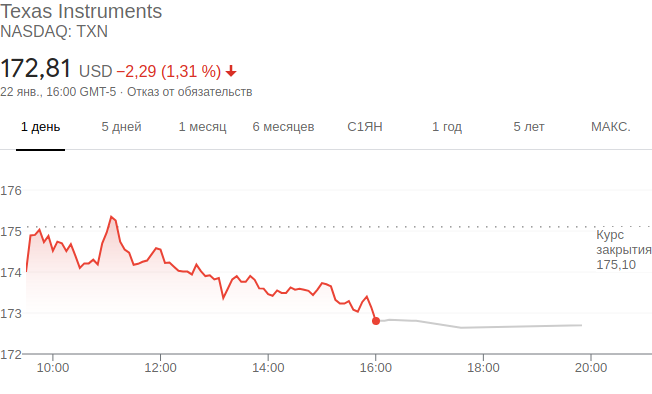 Texas Instruments
NASDAQ: TXN
172,81 USD −2,29 (1,31 %)
22 янв., 16:00 GMT-5 · Отказ от обязательств
1 день 5 дней 1 месяц 6 месяцев С1ЯН 1 год 5 лет МАКС.
176
175
Курс
закрытия
175,10
174
173
172
10:00 12:00 14:00 16:00 18:00 20:00